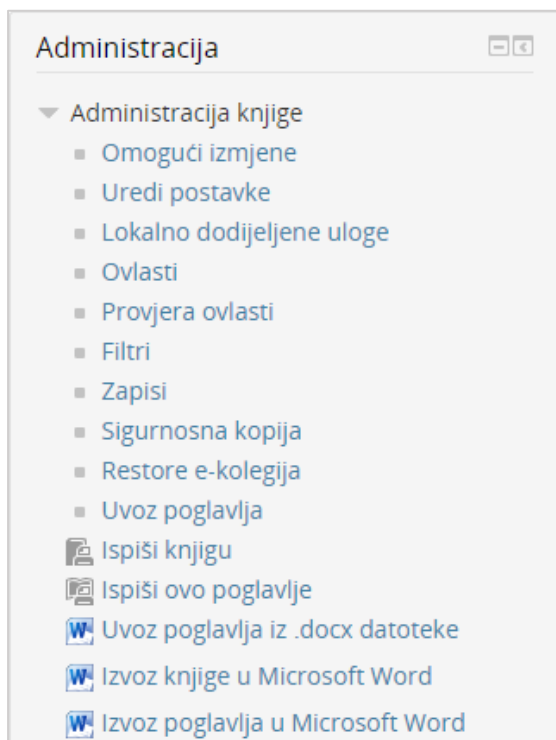 Administracija
Administracija knjige
Omogući izmjene
Uredi postavke
Lokalno dodijeljene uloge
Ovlasti
Provjera ovlasti
Filtri
Zapisi
Sigurnosna kopija
Restore e-kolegija
Uvoz poglavlja
Ispiši knjigu
Ispiši ovo poglavlje
Uvoz poglavlja iz .docx datoteke
Izvoz knjige u Microsoft Word
Izvoz poglavlja u Microsoft Word